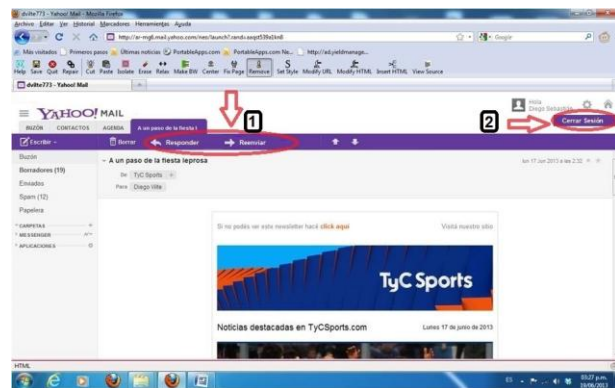 dvilte773 - Yahoo! Mail - Mozilla Firefox
Archivo Editar Ver Historial Marcadores Herramientas Ayuda
Google
Más visitados Primeros pasos Últimas noticias PortableApps.com PortableApps.com Ne...
Help Save Quit Repair Cut Paste Isolate Erase Relax Make BW Center Fix Page Remove Set Style Modify URL Modify HTML Insert HTML View Source
dvilte773 - Yahoo! Mail
1
YAHOO! MAIL
Hola
Diego
2
Cerrar Sesión
BUZÓN CONTACTOS AGENDA A un paso de la fiesta l
Escribir Borrar Responder Reenviar
Buzón
Borradores (19)
Enviados
Spam (12)
Papelera
CARPETAS
MESSENGER
APLICACIONES
A un paso de la fiesta leprosa
lun 17 Jun 2013 a las 2:32
De TyC Sports
Para Diego Vilte
Si no podés ver este newsletter hacé click aquí
Visitá nuestro sitio
TyC Sports
Noticias destacadas en TyCSports.com
Lunes 17 de junio de 2013
HTML
ES
03:27 p.m.
19/06/2013